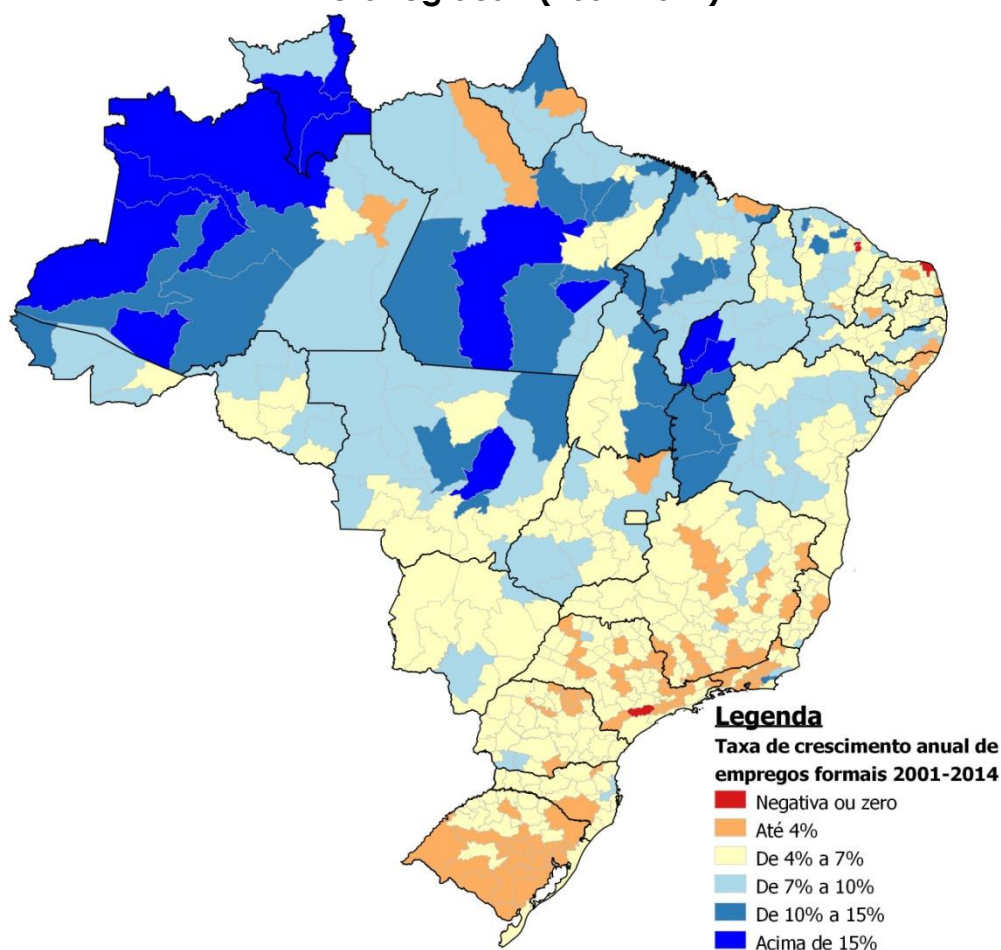 Legenda
Taxa de crescimento anual de
empregos formais 2001-2014
Negativa ou zero
Até 4%
De 4% a 7%
De 7% a 10%
De 10% a 15%
Acima de 15%